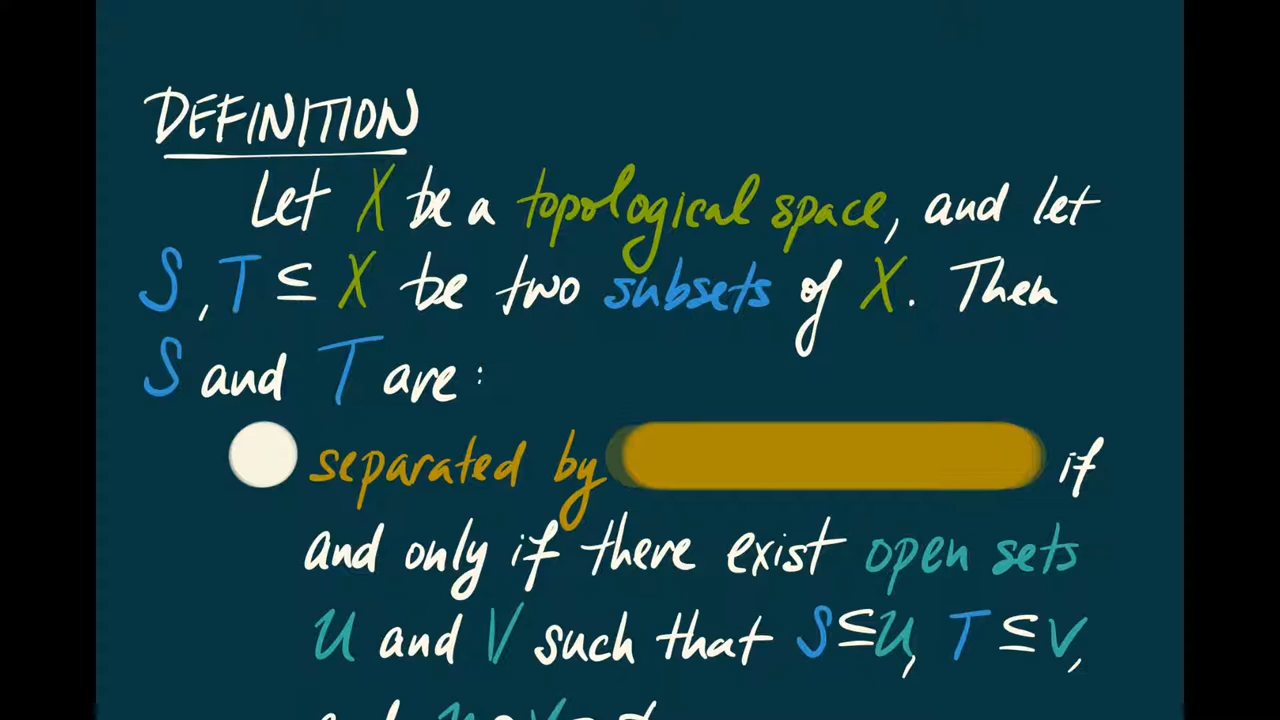 DEFINITION
Let X be a topological space, and let
S, T ⊆ X be two subsets of X. Then
S and T are:
separated by if
and only if there exist open sets
U and V such that S⊆U, T⊆V,